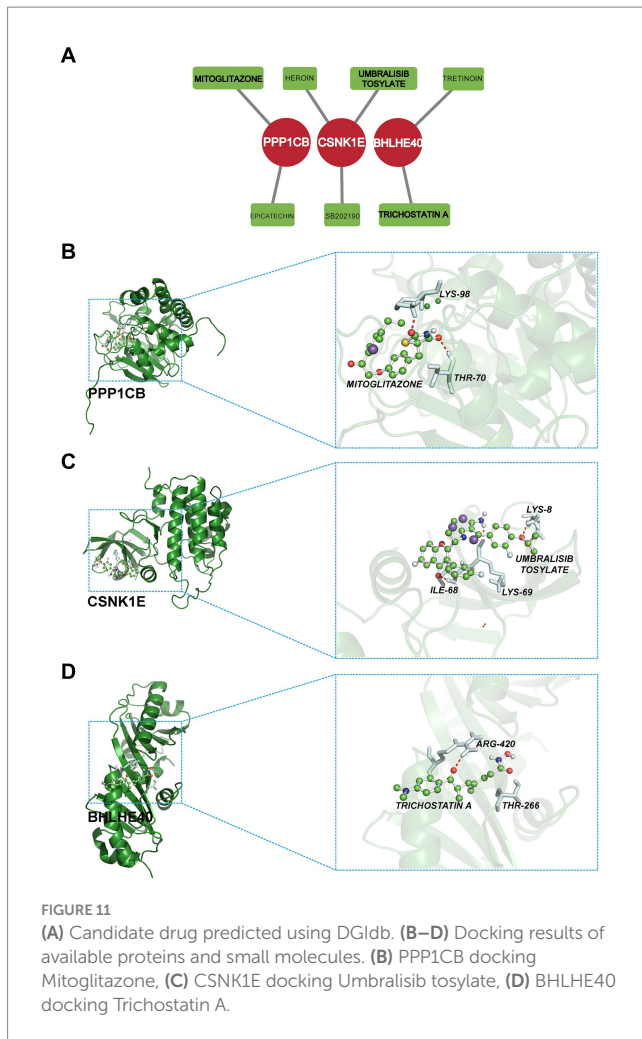 A
MITOGLITAZONE
HEROIN
UMBRALISIB
TOSYLATE
TRETINOIN
PPP1CB
CSNK1E
BHLHE40
EPICATECHIN
SB202190
TRICHOSTATIN A
B
LYS-98
MITOGLITAZONE
THR-70
PPP1CB
C
LYS-8
UMBRALISIB
TOSYLATE
ILE-68
LYS-69
CSNK1E
D
ARG-420
TRICHOSTATIN A
THR-266
BHLHE40
FIGURE 11
(A) Candidate drug predicted using DGIdb. (B–D) Docking results of
available proteins and small molecules. (B) PPP1CB docking
Mitoglitazone, (C) CSNK1E docking Umbralisib tosylate, (D) BHLHE40
docking Trichostatin A.